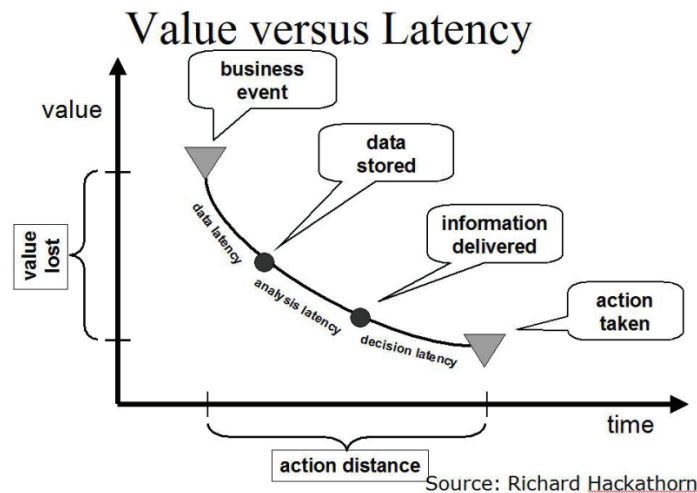 Value versus Latency
business
event
value
data
stored
information
delivered
value
lost
data latency
analysis latency
decision latency
action
taken
time
action distance
Source: Richard Hackathorn